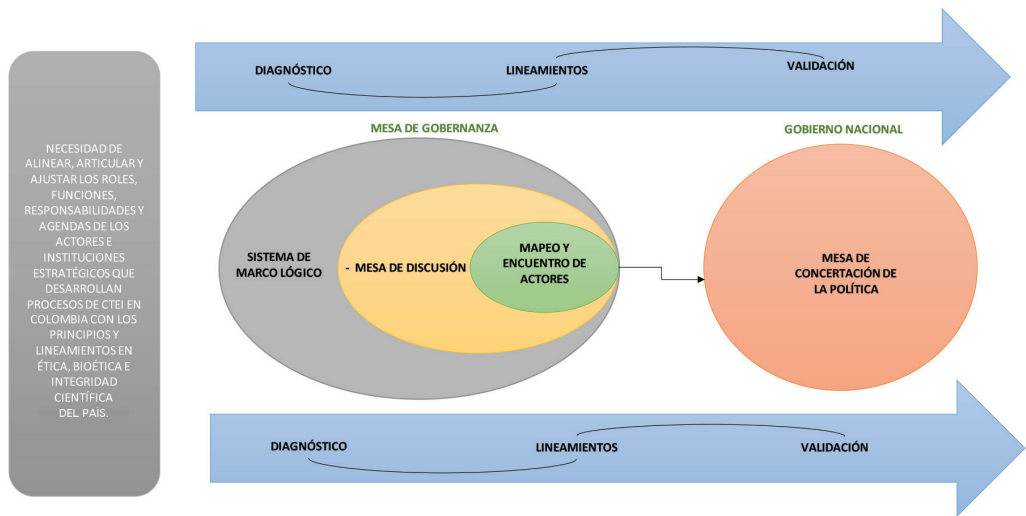 DIAGNÓSTICO
LINEAMIENTOS
VALIDACIÓN
NECESIDAD DE
ALINEAR, ARTICULAR Y
AJUSTAR LOS ROLES,
FUNCIONES,
RESPONSABILIDADES Y
AGENDAS DE LOS
ACTORES E
INSTITUCIONES
ESTRATÉGICOS QUE
DESARROLLAN
PROCESOS DE CTEI EN
COLOMBIA CON LOS
PRINCIPIOS Y
LINEAMIENTOS EN
ÉTICA, BIOÉTICA E
INTEGRIDAD
CIENTÍFICA
DEL PAÍS.
MESA DE GOBERNANZA
GOBIERNO NACIONAL
SISTEMA DE
MARCO LÓGICO
- MESA DE DISCUSIÓN
MAPEO Y
ENCUENTRO DE
ACTORES
MESA DE
CONCERTACIÓN DE
LA POLÍTICA
DIAGNÓSTICO
LINEAMIENTOS
VALIDACIÓN